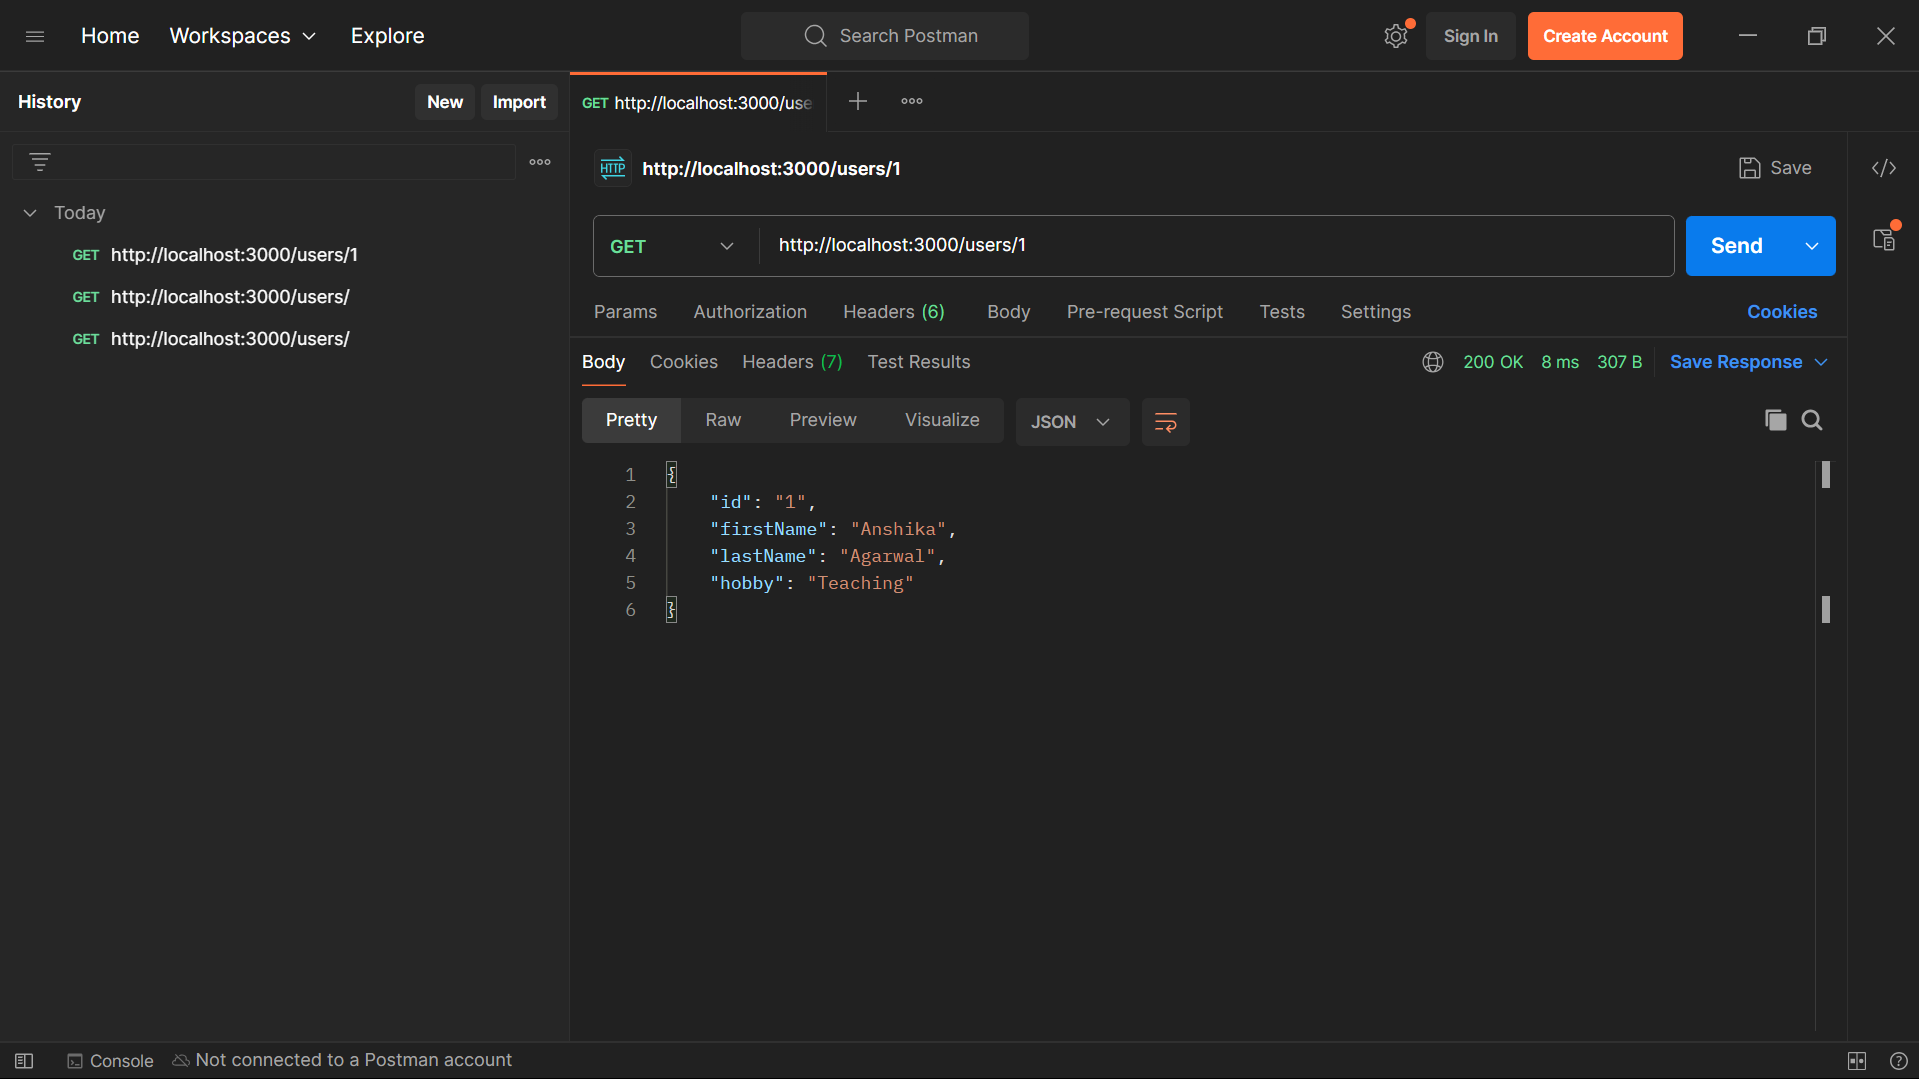 Home Workspaces Explore Search Postman Sign In Create Account
History New Import
GET http://localhost:3000/use
HTTP http://localhost:3000/users/1 Save
Today
GET http://localhost:3000/users/1
GET http://localhost:3000/users/
GET http://localhost:3000/users/
GET http://localhost:3000/users/1 Send
Params Authorization Headers (6) Body Pre-request Script Tests Settings Cookies
Body Cookies Headers (7) Test Results 200 OK 8 ms 307 B Save Response
Pretty Raw Preview Visualize JSON
1 {
2 "id": "1",
3 "firstName": "Anshika",
4 "lastName": "Agarwal",
5 "hobby": "Teaching"
6 }
Console Not connected to a Postman account